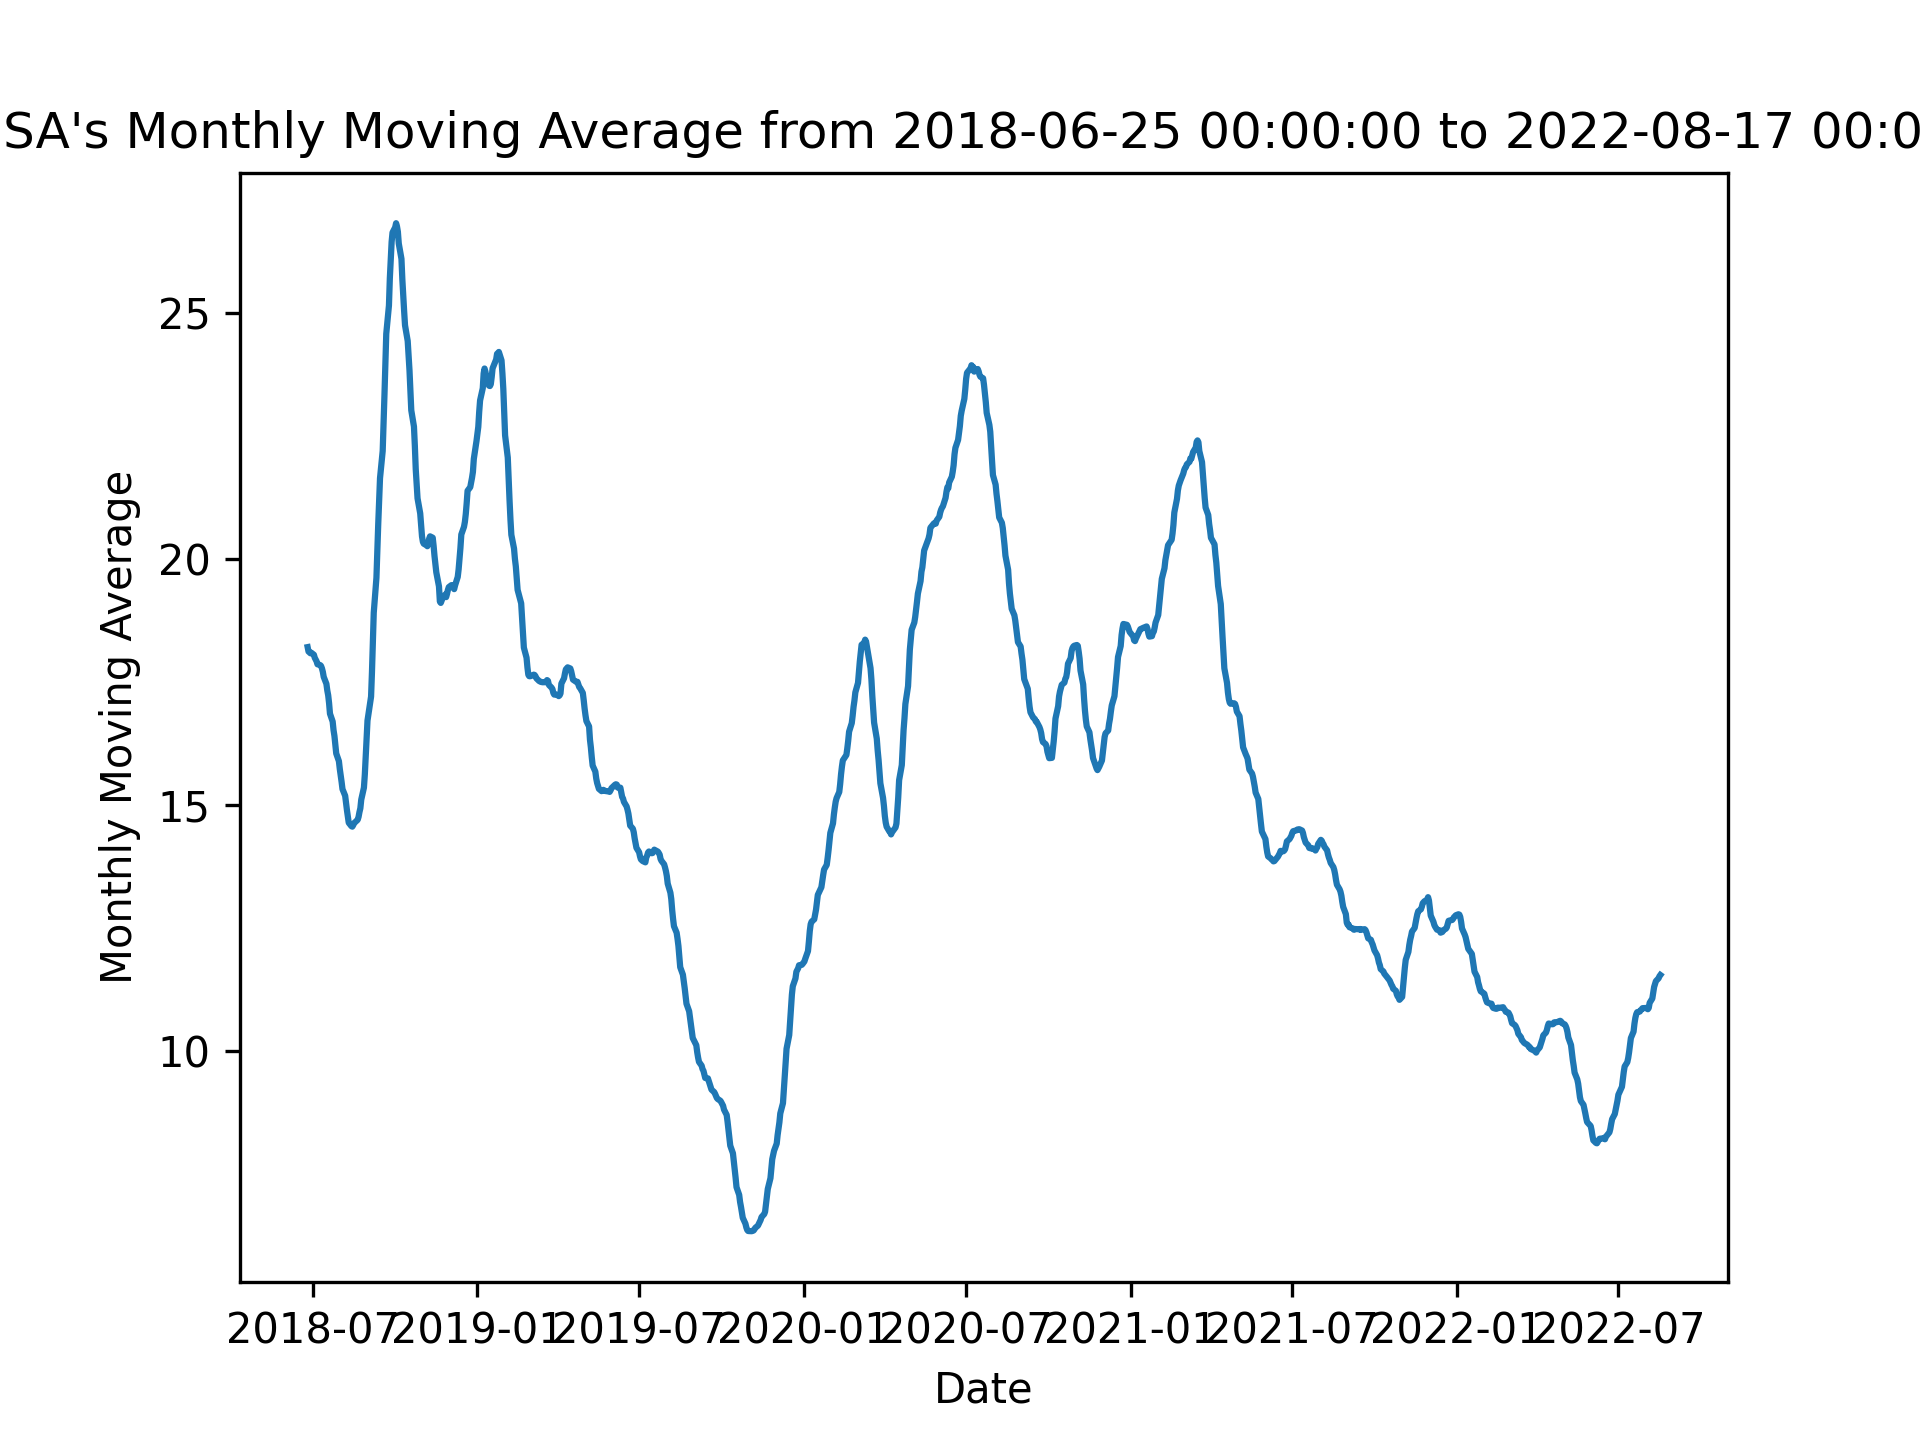 SA's Monthly Moving Average from 2018-06-25 00:00:00 to 2022-08-17 00:0
Monthly Moving Average
25
20
15
10
2018-07 2019-01 2019-07 2020-01 2020-07 2021-01 2021-07 2022-01 2022-07
Date